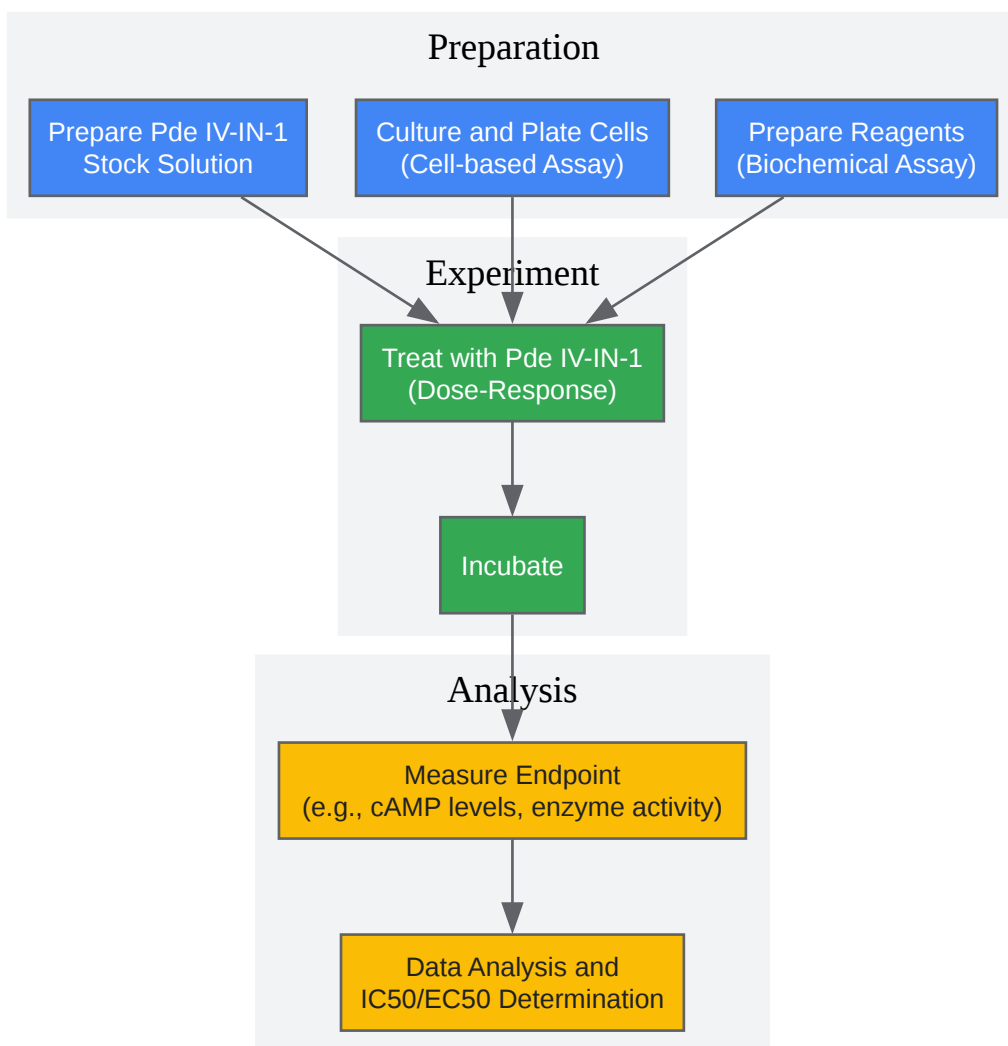 Preparation
Prepare Pde IV-IN-1
Stock Solution
Culture and Plate Cells
(Cell-based Assay)
Prepare Reagents
(Biochemical Assay)
Experiment
Treat with Pde IV-IN-1
(Dose-Response)
Incubate
Analysis
Measure Endpoint
(e.g., cAMP levels, enzyme activity)
Data Analysis and
IC50/EC50 Determination